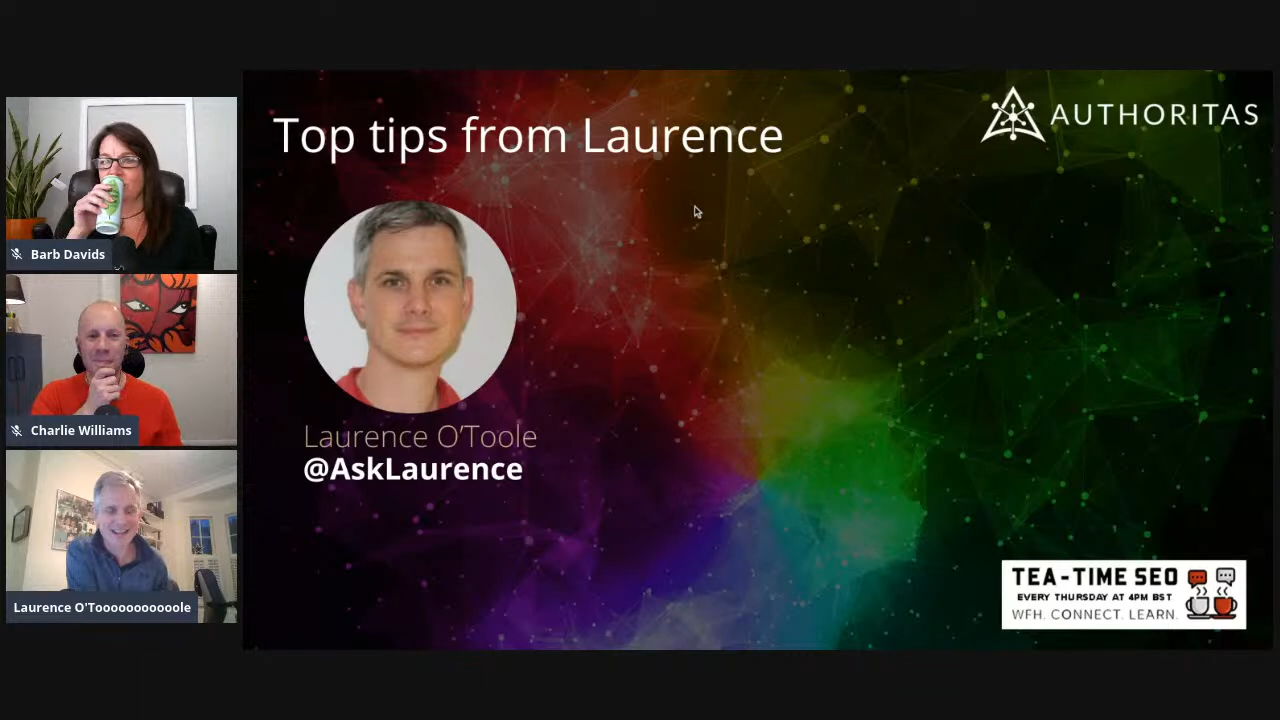 Top tips from Laurence
AUTHORITAS
Barb Davids
Charlie Williams
Laurence O'Tooooooooooole
Laurence O’Toole
@AskLaurence
TEA-TIME SEO
EVERY THURSDAY AT 4PM BST
WFH. CONNECT. LEARN.